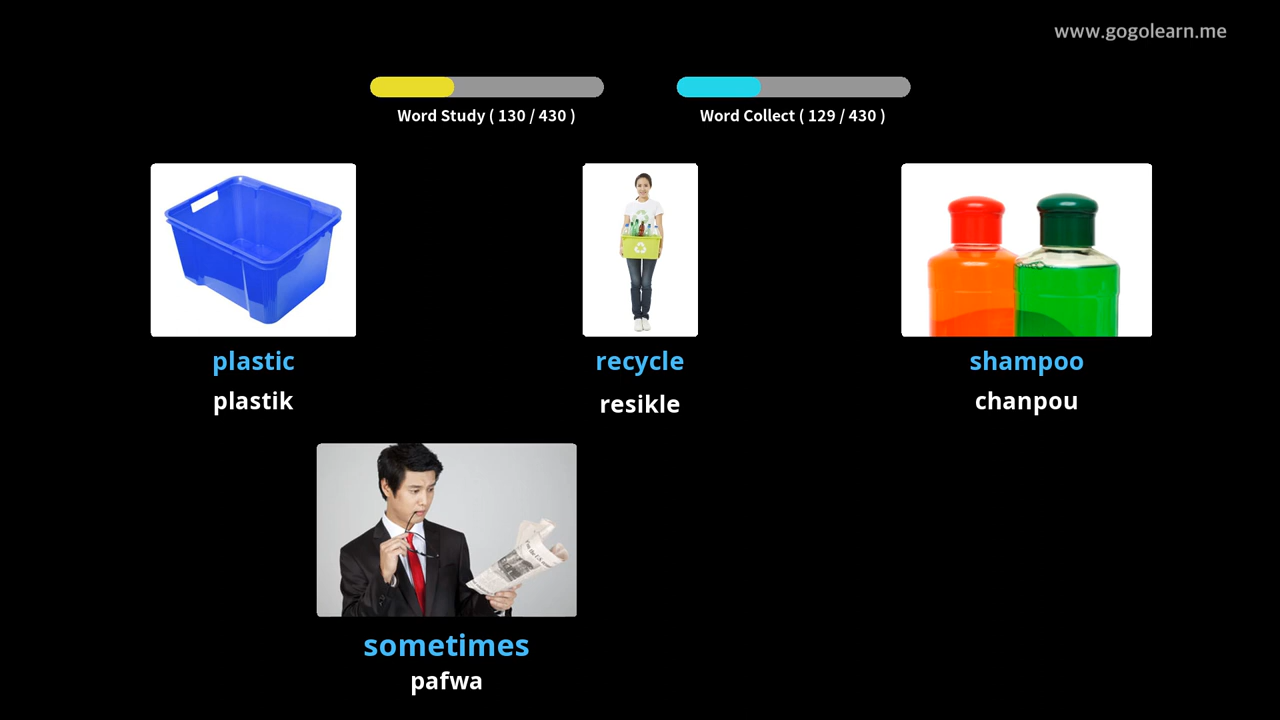 www.gogolearn.me
Word Study ( 130 / 430 )
Word Collect ( 129 / 430 )
plastic
plastik
recycle
resikle
shampoo
chanpou
sometimes
pafwa